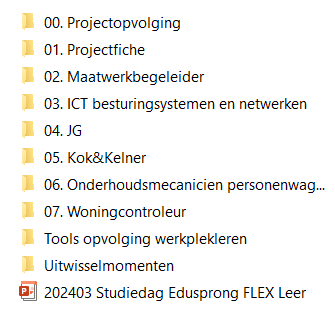 00. Projectopvolging
01. Projectfiche
02. Maatwerkbegeleider
03. ICT besturingsystemen en netwerken
04. JG
05. Kok&Kelner
06. Onderhoudsmecanicien personenwag...
07. Woningcontroleur
Tools opvolging werkplekleren
Uitwisselmomenten
202403 Studiedag Edusprong FLEX Leer